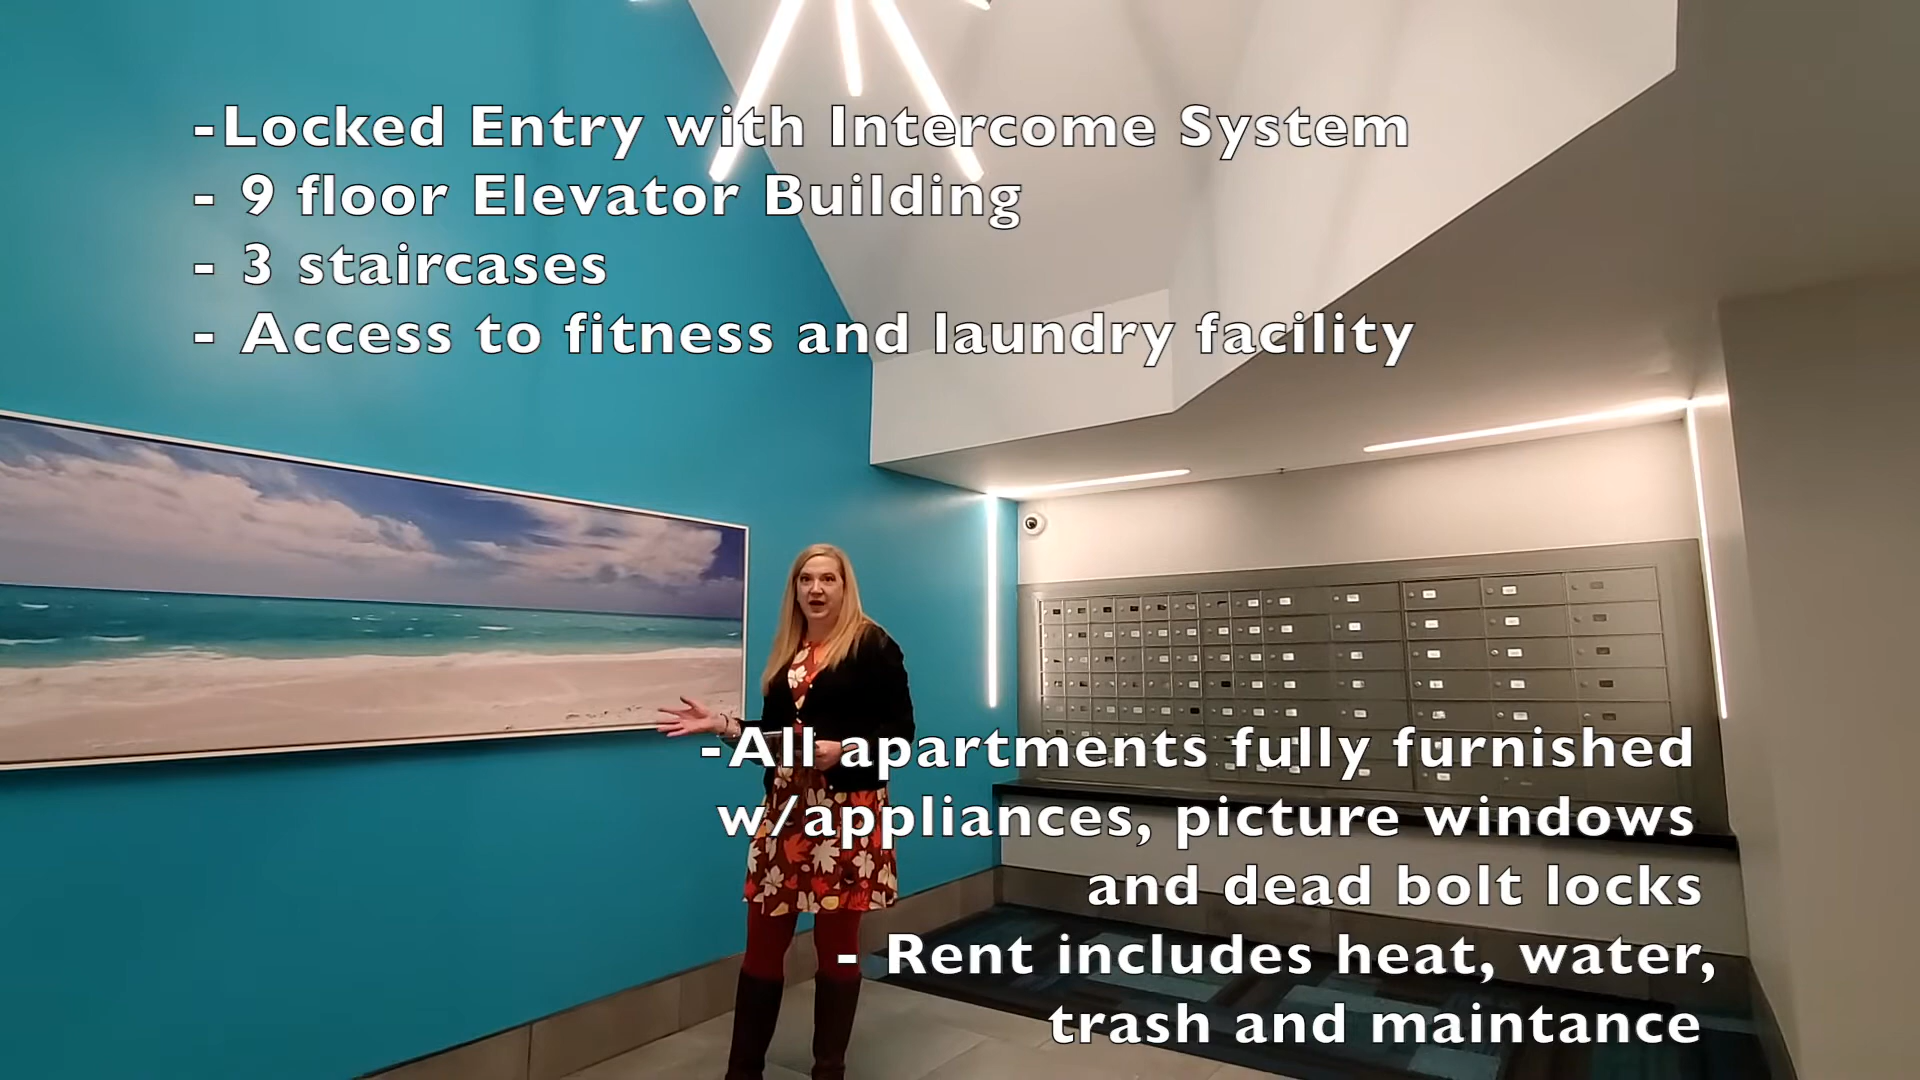 -Locked Entry with Intercome System
- 9 floor Elevator Building
- 3 staircases
- Access to fitness and laundry facility
-All apartments fully furnished
w/appliances, picture windows
and dead bolt locks
- Rent includes heat, water,
trash and maintance